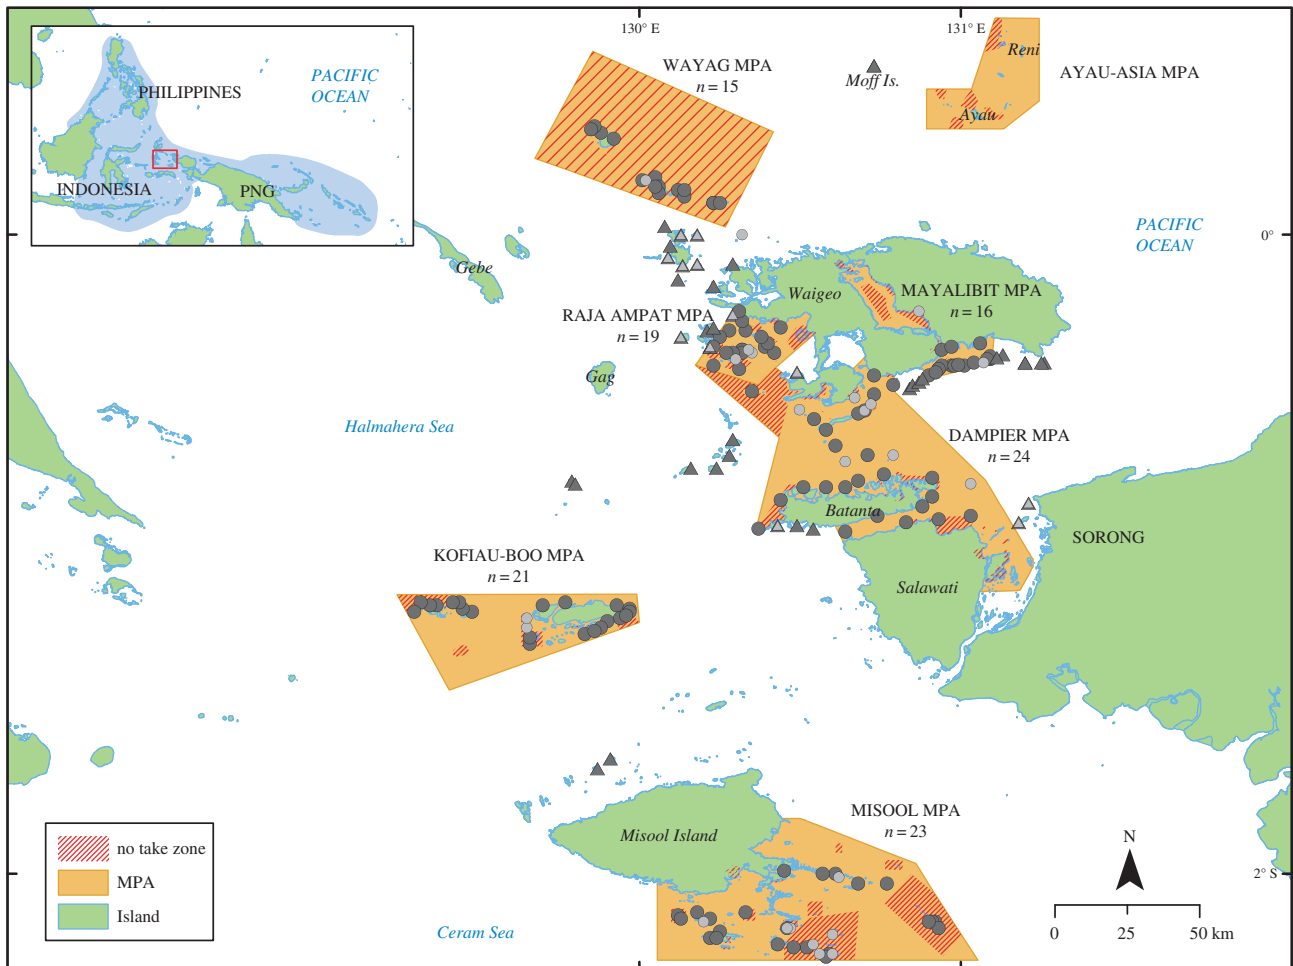 130° E
131° E
PACIFIC
OCEAN
PHILIPPINES
INDONESIA
PNG
WAYAG MPA
n = 15
Moff Is.
Reni
AYAU-ASIA MPA
Ayau
PACIFIC
OCEAN
0°
Gebe
Waigeo
MAYALIBIT MPA
n = 16
RAJA AMPAT MPA
n = 19
Gag
Halmahera Sea
DAMPIER MPA
n = 24
Batanta
SORONG
KOFIAU-BOO MPA
n = 21
Salawati
MISOOL MPA
n = 23
Misool Island
N
2° S
no take zone
MPA
Island
Ceram Sea
0 25 50 km